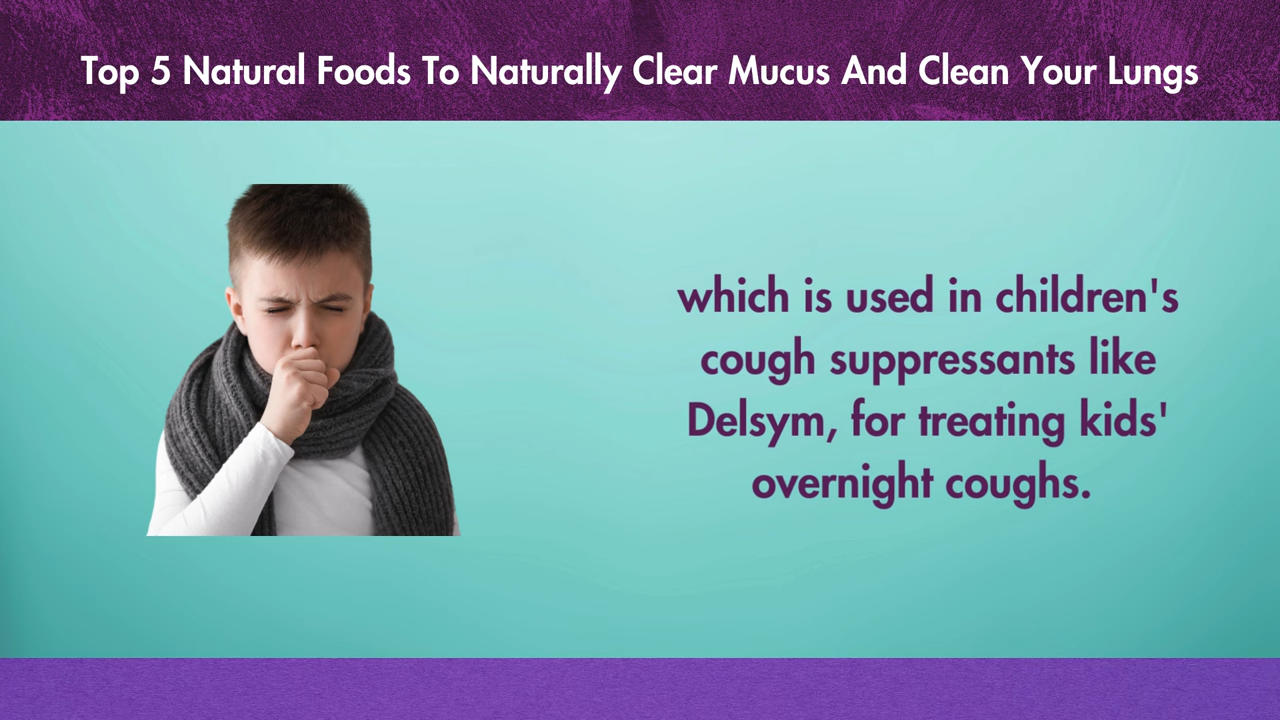 Top 5 Natural Foods To Naturally Clear Mucus And Clean Your Lungs
which is used in children's
cough suppressants like
Delsym, for treating kids'
overnight coughs.